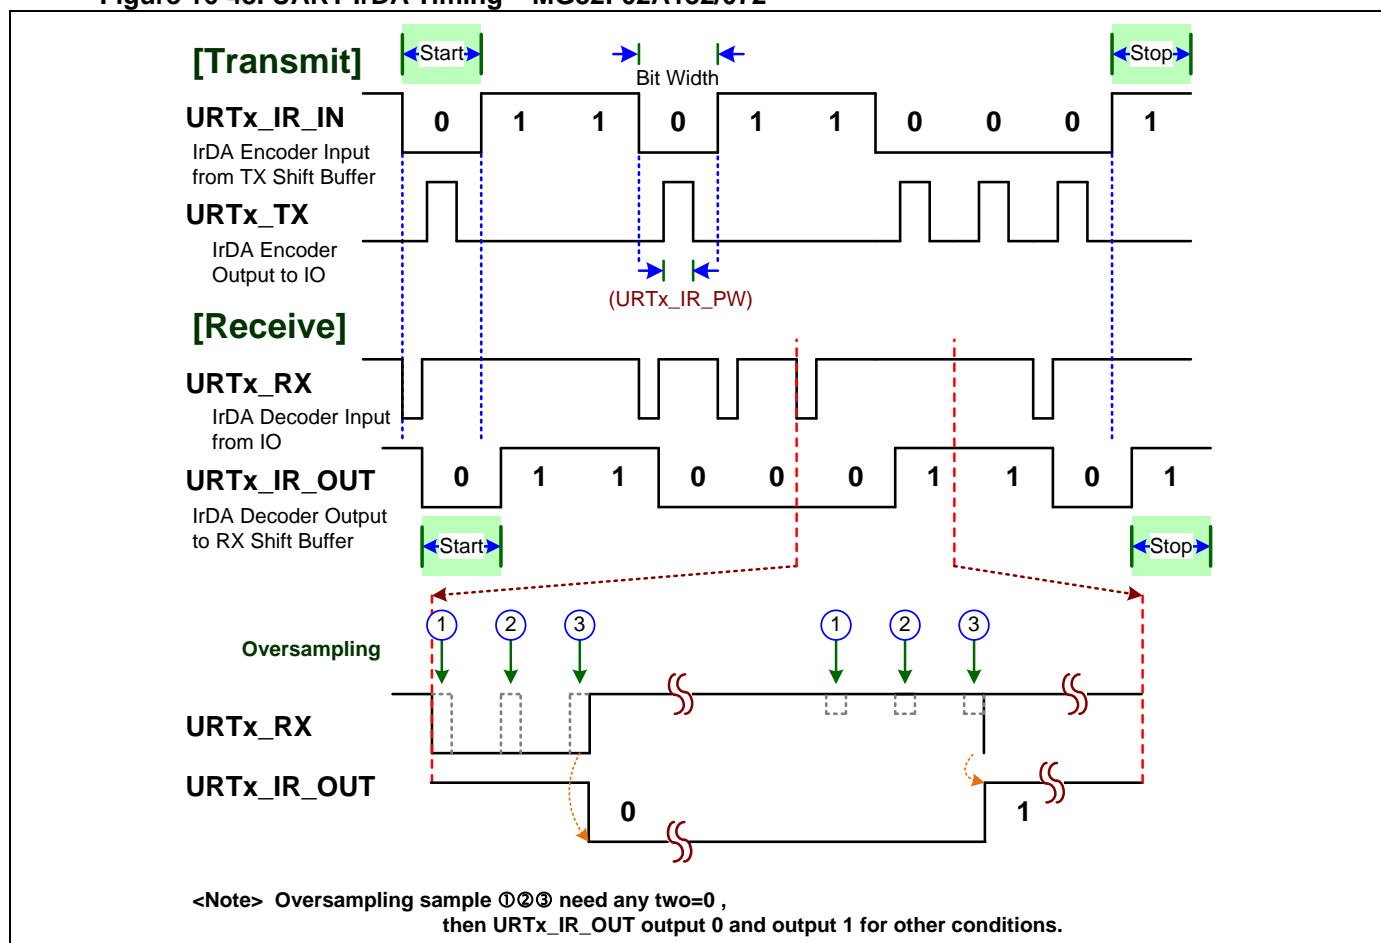 [Transmit]
Start
Bit Width
Stop
URTx_IR_IN
0 1 1 0 1 1 0 0 0 1
IrDA Encoder Input
from TX Shift Buffer
URTx_TX
IrDA Encoder
Output to IO
(URTx_IR_PW)
[Receive]
URTx_RX
IrDA Decoder Input
from IO
URTx_IR_OUT
0 1 1 0 0 0 1 1 0 1
IrDA Decoder Output
to RX Shift Buffer
Start
Stop
1 2 3 1 2 3
Oversampling
URTx_RX
URTx_IR_OUT
0 1
<Note> Oversampling sample ①②③ need any two=0 ,
then URTx_IR_OUT output 0 and output 1 for other conditions.